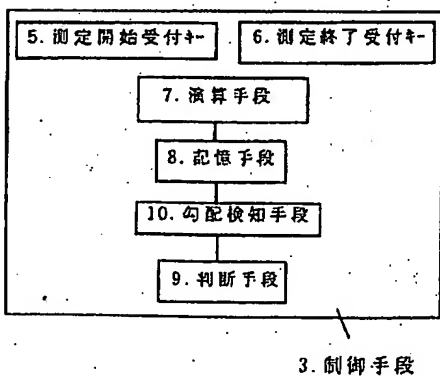 5. 測定開始受付キー
6. 測定終了受付キー
7. 演算手段
8. 記憶手段
10. 勾配検知手段
9. 判断手段
3. 制御手段